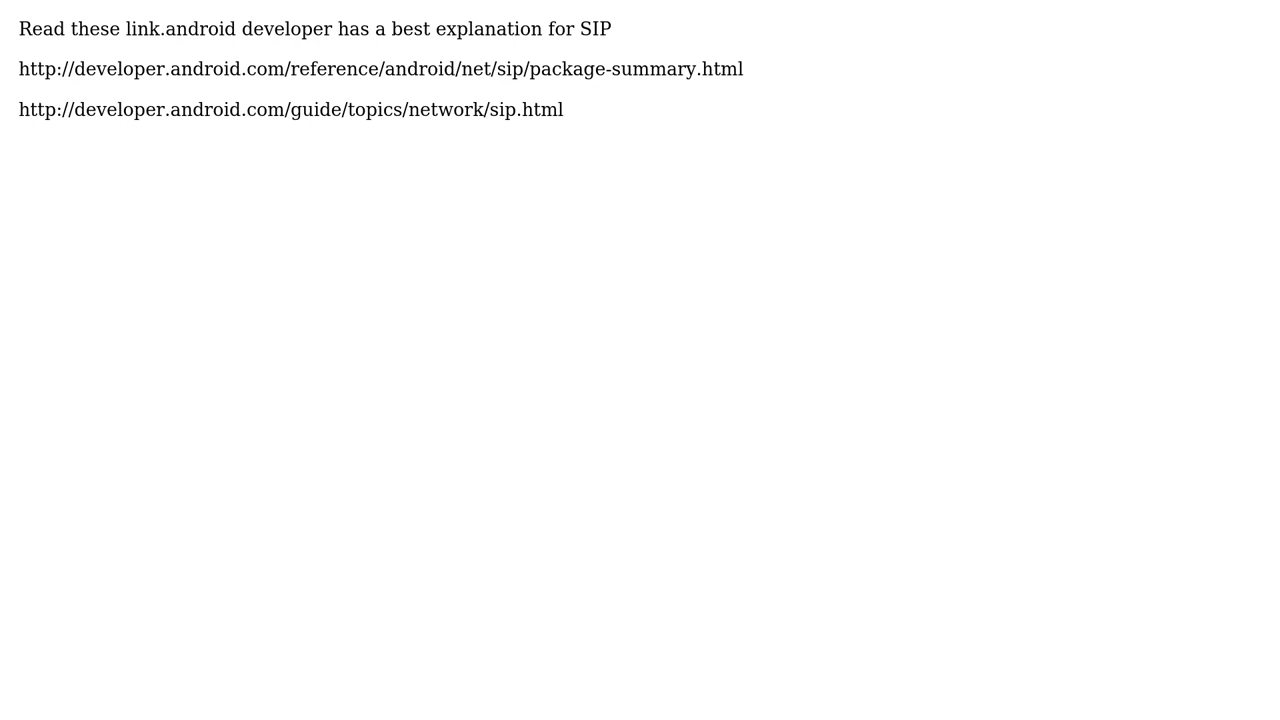 Read these link.android developer has a best explanation for SIP
http://developer.android.com/reference/android/net/sip/package-summary.html
http://developer.android.com/guide/topics/network/sip.html